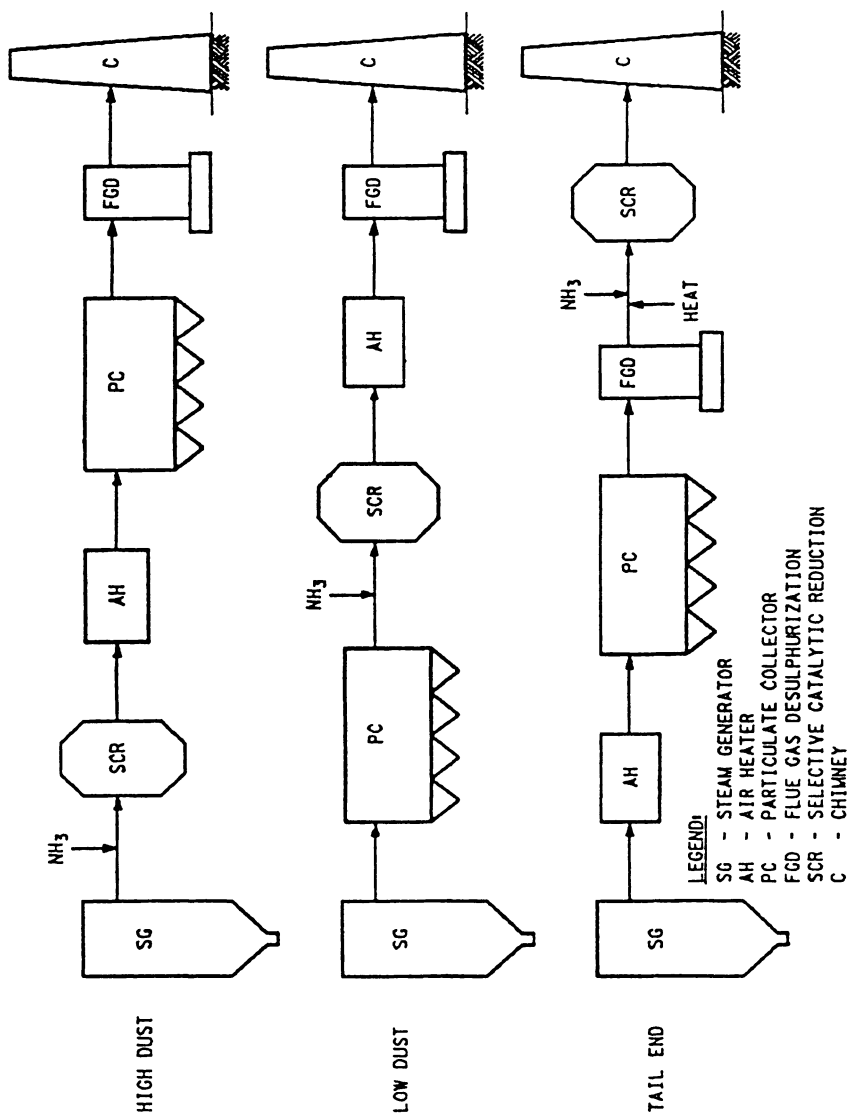 HIGH DUST
NH3
SG
SCR
AH
PC
FGD
C
LOW DUST
SG
PC
NH3
SCR
AH
FGD
C
TAIL END
SG
AH
PC
FGD
NH3
HEAT
SCR
C
LEGEND:
SG - STEAM GENERATOR
AH - AIR HEATER
PC - PARTICULATE COLLECTOR
FGD - FLUE GAS DESULPHURIZATION
SCR - SELECTIVE CATALYTIC REDUCTION
C - CHIMNEY